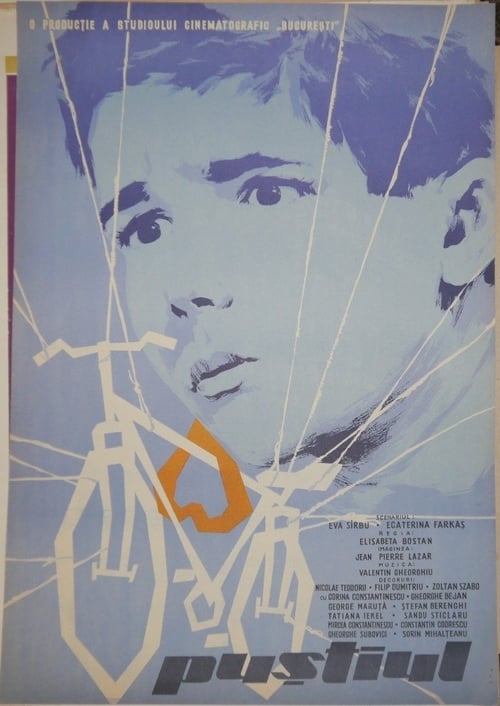 O PRODUCȚIE A STUDIOULUI CINEMATOGRAFIC „BUCUREȘTI"
SCENARIUL:
EVA SÎRBU • ECATERINA FARKAȘ
REGIA:
ELISABETA BOSTAN
IMAGINEA:
JEAN PIERRE LAZAR
MUZICA:
VALENTIN GHEORGHIU
DECORURI:
NICOLAE TEODORU • FILIP DUMITRIU • ZOLTAN SZABO
CU CORINA CONSTANTINESCU • GHEORGHE BEJAN
GEORGE MĂRUȚĂ • ȘTEFAN BERENGHI
TATIANA IEKEL • SANDU STICLARU
MIRCEA CONSTANTINESCU • CONSTANTIN CODRESCU
GHEORGHE SUBOVICI • SORIN MIHALȚEANU
puștiul